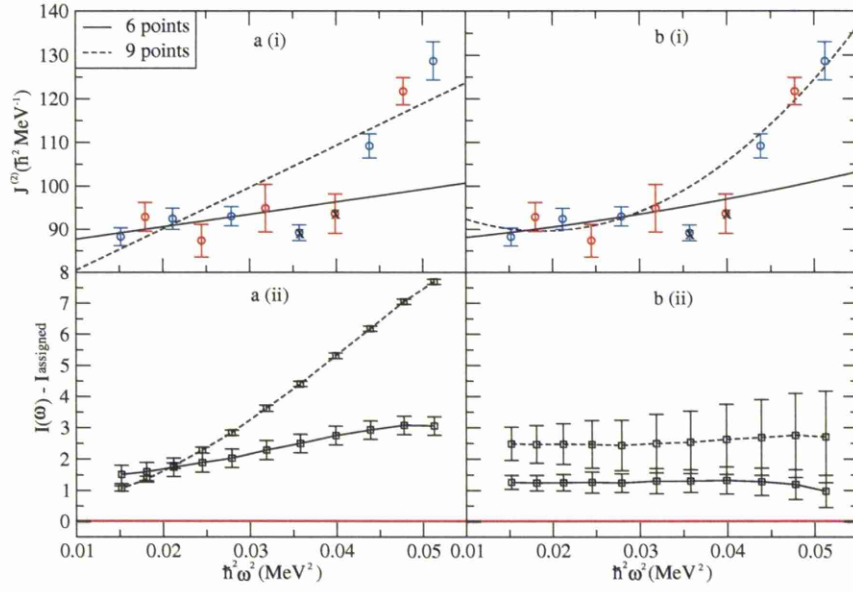 140
130
120
110
100
90
8
J⁽²⁾(ħ² MeV⁻¹)
6 points
9 points
a (i)
b (i)
7
6
5
4
3
2
1
0
I(ω) - I assigned
a (ii)
b (ii)
0.01 0.02 0.03 0.04 0.05 0.01 0.02 0.03 0.04 0.05
ħ²ω²(MeV²) ħ²ω²(MeV²)